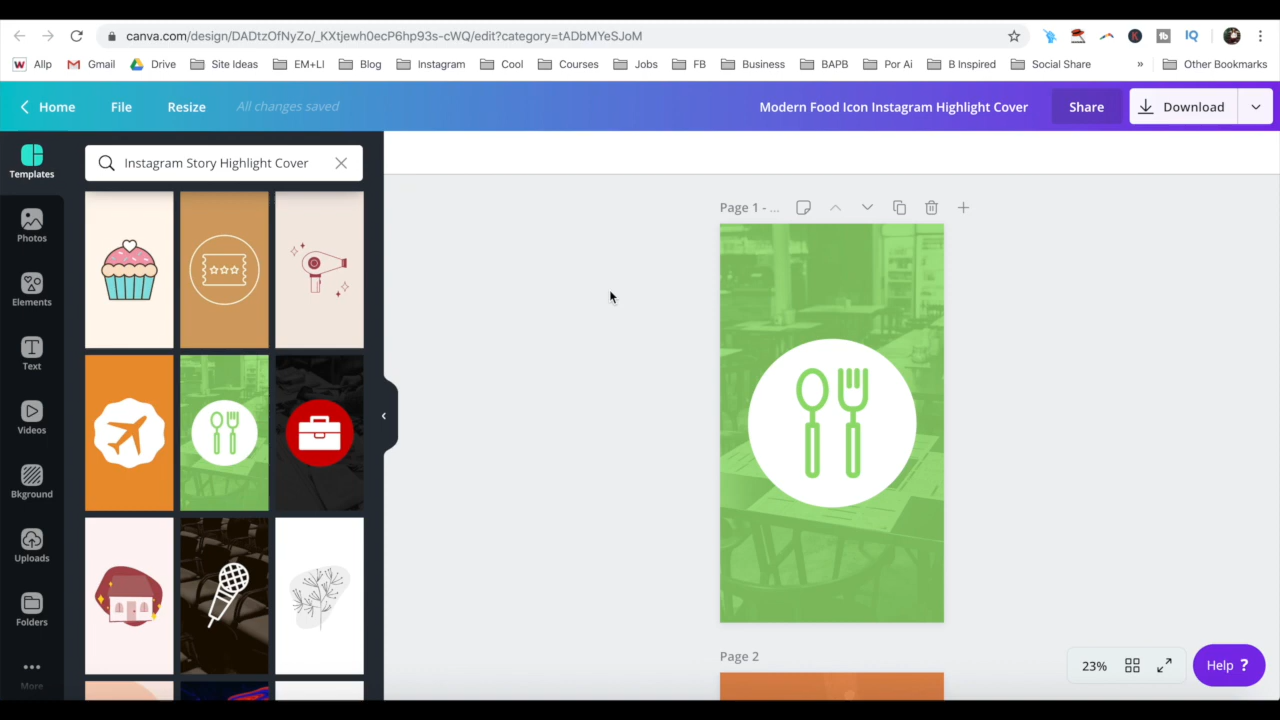 canva.com/design/DADtzOfNyZo/_KXtjewh0ecP6hp93s-cWQ/edit?category=tADbMYeSJoM
Allp Gmail Drive Site Ideas EM+LI Blog Instagram Cool Courses Jobs FB Business BAPB Por Ai B Inspired Social Share » Other Bookmarks
Home File Resize All changes saved Modern Food Icon Instagram Highlight Cover Share Download
Templates
Instagram Story Highlight Cover
Photos
Elements
Text
Videos
Bkground
Uploads
Folders
More
Page 1 - ...
Page 2
23%
Help ?